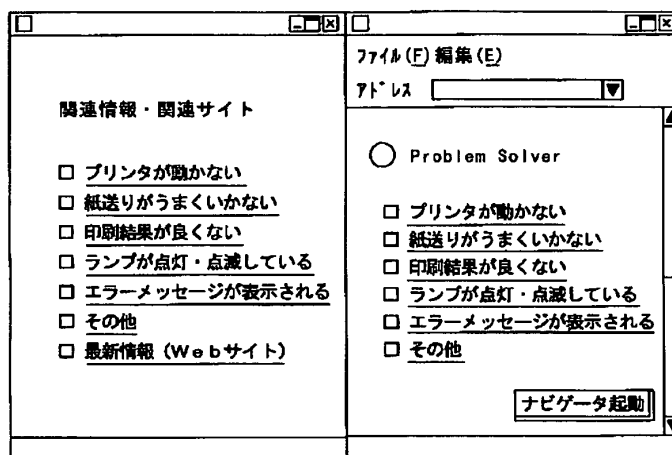 関連情報・関連サイト
プリンタが動かない
紙送りがうまくいかない
印刷結果が良くない
ランプが点灯・点滅している
エラーメッセージが表示される
その他
最新情報（Ｗｅｂサイト）
ファイル(F) 編集(E)
アドレス
Problem Solver
プリンタが動かない
紙送りがうまくいかない
印刷結果が良くない
ランプが点灯・点滅している
エラーメッセージが表示される
その他
ナビゲータ起動